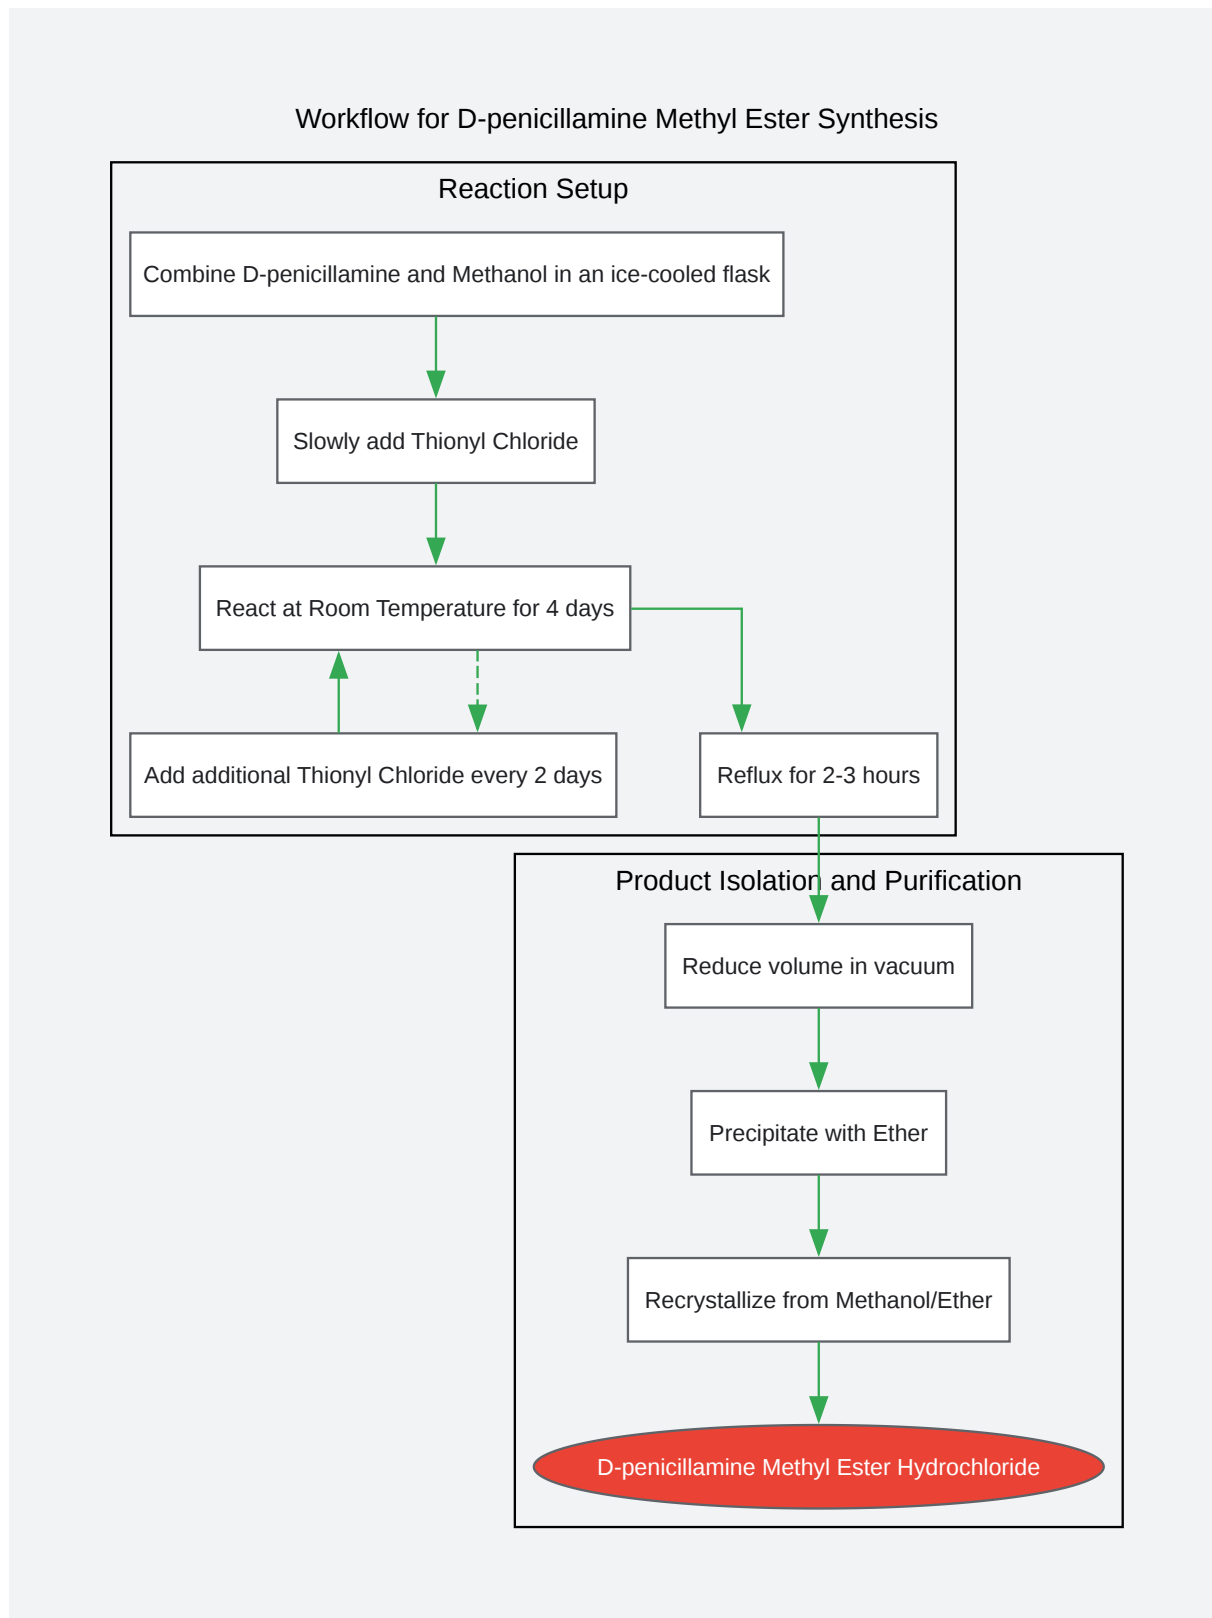 Workflow for D-penicillamine Methyl Ester Synthesis
Reaction Setup
Combine D-penicillamine and Methanol in an ice-cooled flask
Slowly add Thionyl Chloride
React at Room Temperature for 4 days
Add additional Thionyl Chloride every 2 days
Reflux for 2-3 hours
Product Isolation and Purification
Reduce volume in vacuum
Precipitate with Ether
Recrystallize from Methanol/Ether
D-penicillamine Methyl Ester Hydrochloride